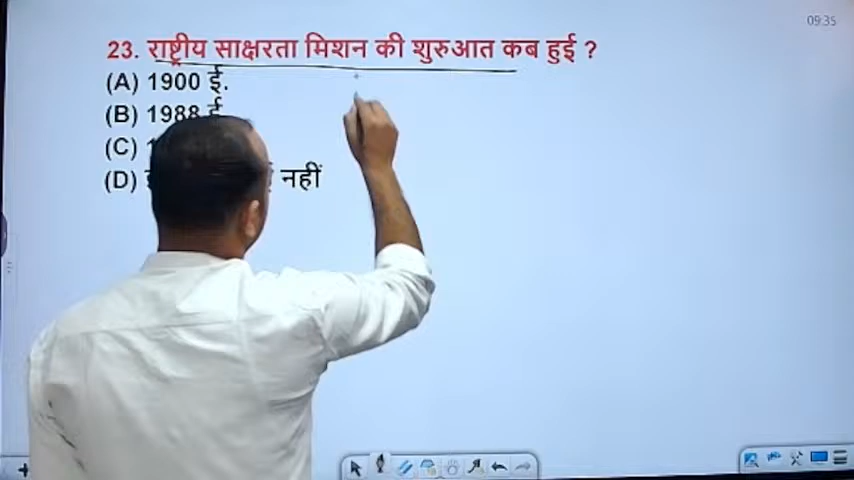 09:35
23. राष्ट्रीय साक्षरता मिशन की शुरुआत कब हुई ?
(A) 1900 ई.
(B) 1988 ई
(C)
(D) नहीं